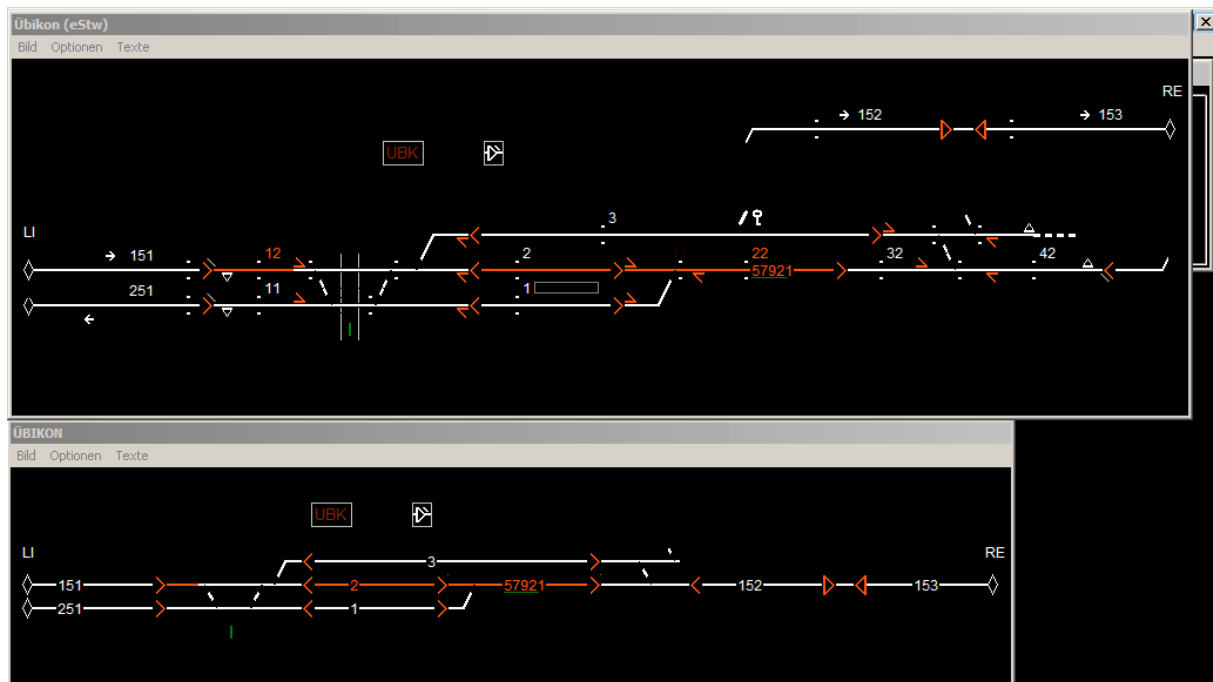 Übikon (eStw)
Bild Optionen Texte
RE
152 153
UBK
LI
3
151 12 2 22 32 42
57921
251 11 1
ÜBIKON
Bild Optionen Texte
UBK
LI RE
3
151 2 57921 152 153
251 1